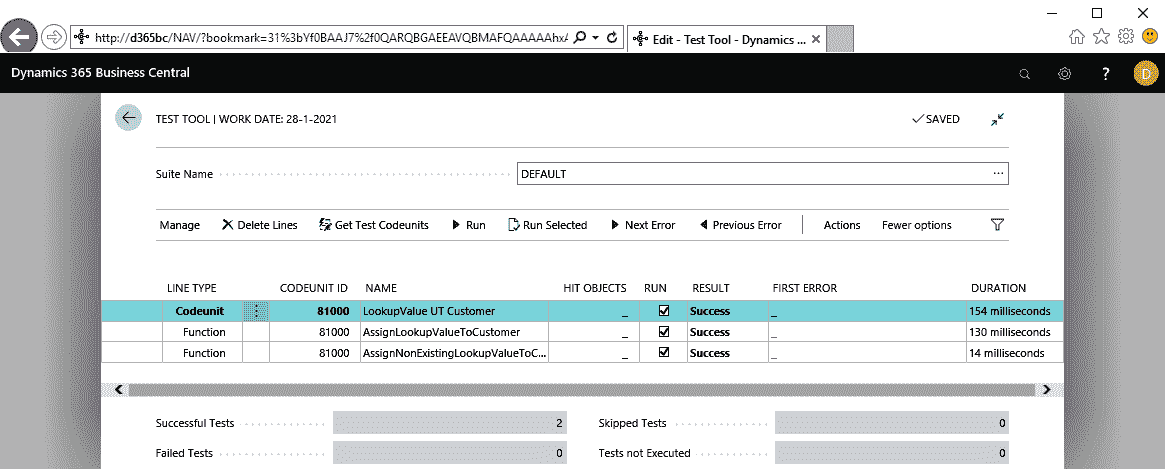 http://d365bc/NAV/?bookmark=31%3bYf0BAAJ7%2f0QARQBGAEEAVQBMAFQAAAAAhxA
Edit - Test Tool - Dynamics ...
Dynamics 365 Business Central
?
D
TEST TOOL | WORK DATE: 28-1-2021
SAVED
Suite Name
DEFAULT
...
Manage Delete Lines Get Test Codeunits Run Run Selected Next Error Previous Error Actions Fewer options
LINE TYPE CODEUNIT ID NAME HIT OBJECTS RUN RESULT FIRST ERROR DURATION
Codeunit 81000 LookupValue UT Customer _ Success _ 154 milliseconds
Function 81000 AssignLookupValueToCustomer _ Success _ 130 milliseconds
Function 81000 AssignNonExistingLookupValueToC... _ Success _ 14 milliseconds
Successful Tests 2 Skipped Tests 0
Failed Tests 0 Tests not Executed 0